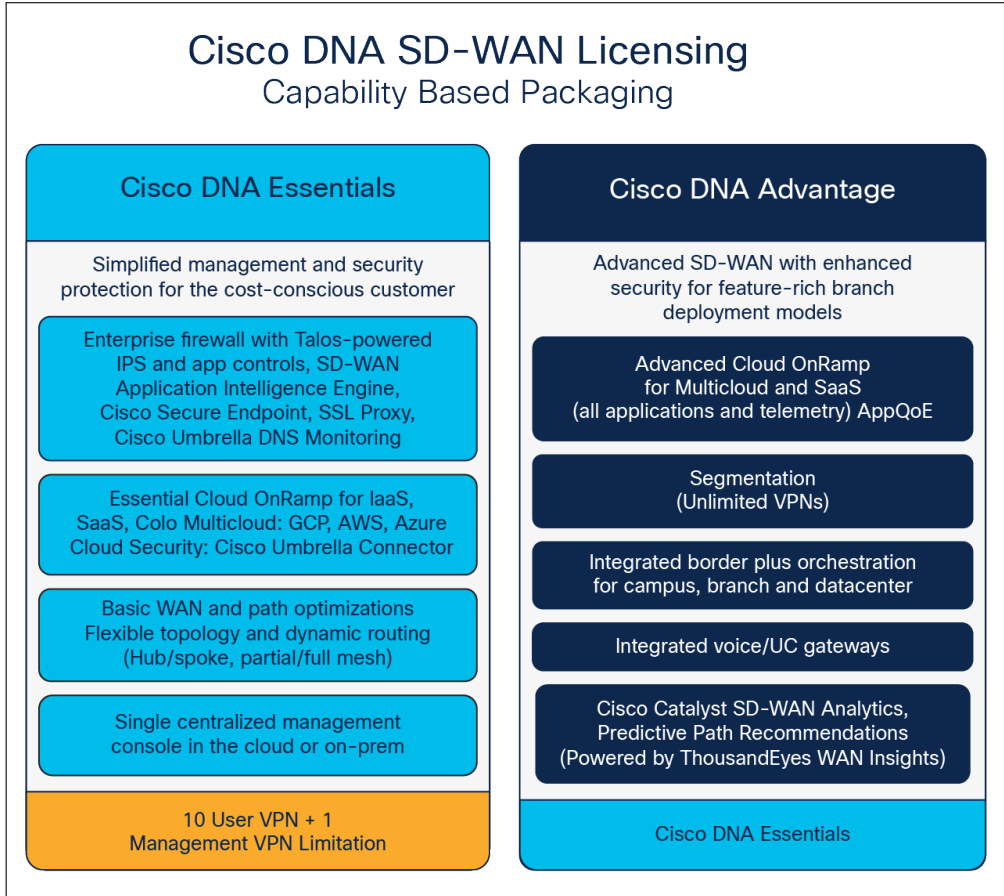 Cisco DNA SD-WAN Licensing
Capability Based Packaging
Cisco DNA Essentials
Simplified management and security
protection for the cost-conscious customer
Enterprise firewall with Talos-powered
IPS and app controls, SD-WAN
Application Intelligence Engine,
Cisco Secure Endpoint, SSL Proxy,
Cisco Umbrella DNS Monitoring
Essential Cloud OnRamp for IaaS,
SaaS, Colo Multicloud: GCP, AWS, Azure
Cloud Security: Cisco Umbrella Connector
Basic WAN and path optimizations
Flexible topology and dynamic routing
(Hub/spoke, partial/full mesh)
Single centralized management
console in the cloud or on-prem
10 User VPN + 1
Management VPN Limitation
Cisco DNA Advantage
Advanced SD-WAN with enhanced
security for feature-rich branch
deployment models
Advanced Cloud OnRamp
for Multicloud and SaaS
(all applications and telemetry) AppQoE
Segmentation
(Unlimited VPNs)
Integrated border plus orchestration
for campus, branch and datacenter
Integrated voice/UC gateways
Cisco Catalyst SD-WAN Analytics,
Predictive Path Recommendations
(Powered by ThousandEyes WAN Insights)
Cisco DNA Essentials